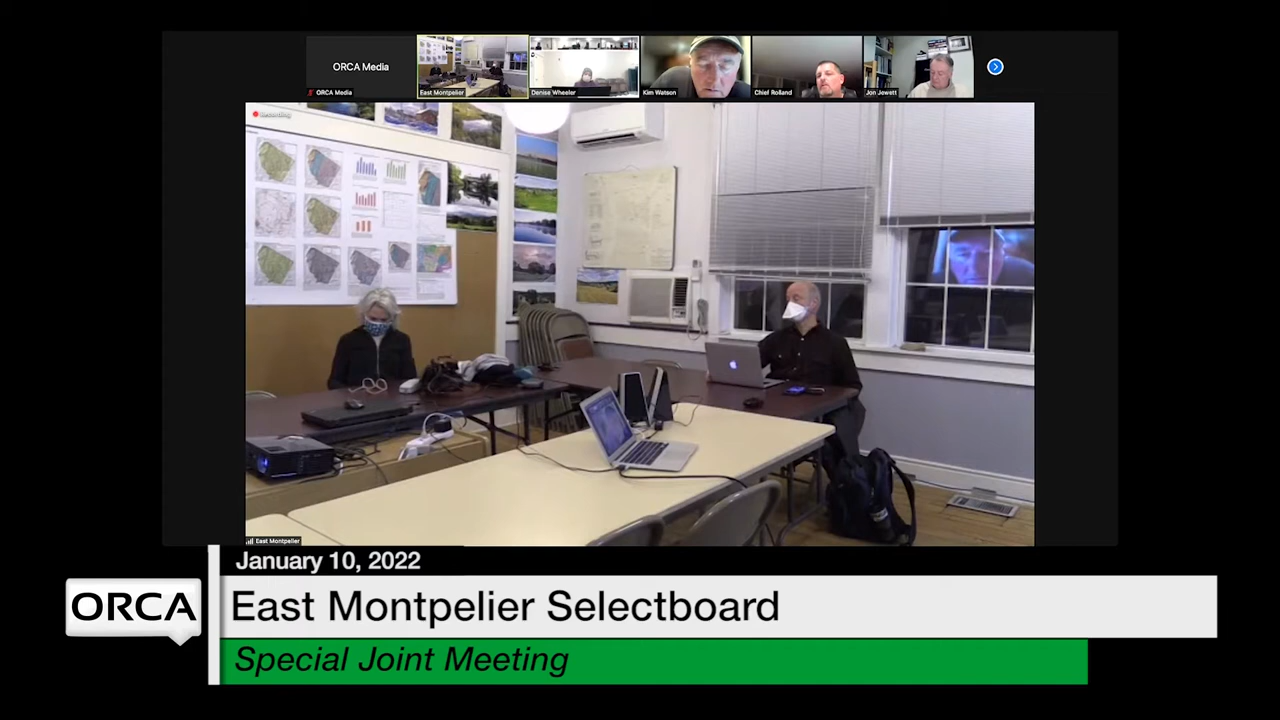 ORCA Media
ORCA Media
East Montpelier
Denise Wheeler
Kim Watson
Chief Rolland
Jon Jewett
Recording
East Montpelier
January 10, 2022
ORCA
East Montpelier Selectboard
Special Joint Meeting